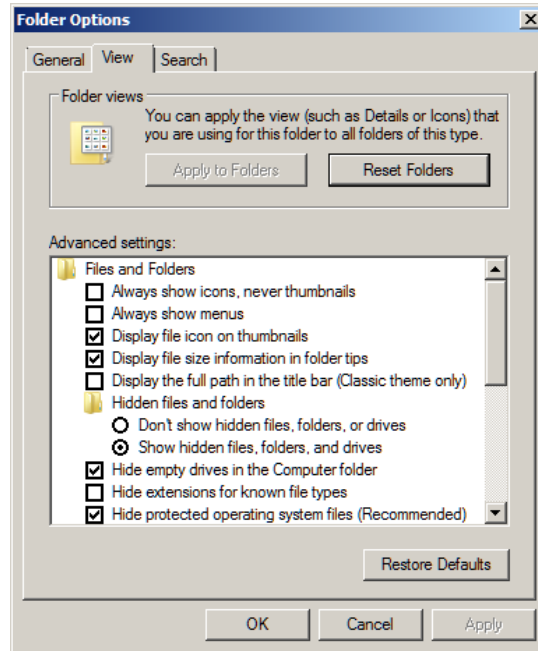 Folder Options
General View Search
Folder views
You can apply the view (such as Details or Icons) that
you are using for this folder to all folders of this type.
Apply to Folders Reset Folders
Advanced settings:
Files and Folders
Always show icons, never thumbnails
Always show menus
Display file icon on thumbnails
Display file size information in folder tips
Display the full path in the title bar (Classic theme only)
Hidden files and folders
Don't show hidden files, folders, or drives
Show hidden files, folders, and drives
Hide empty drives in the Computer folder
Hide extensions for known file types
Hide protected operating system files (Recommended)
Restore Defaults
OK Cancel Apply